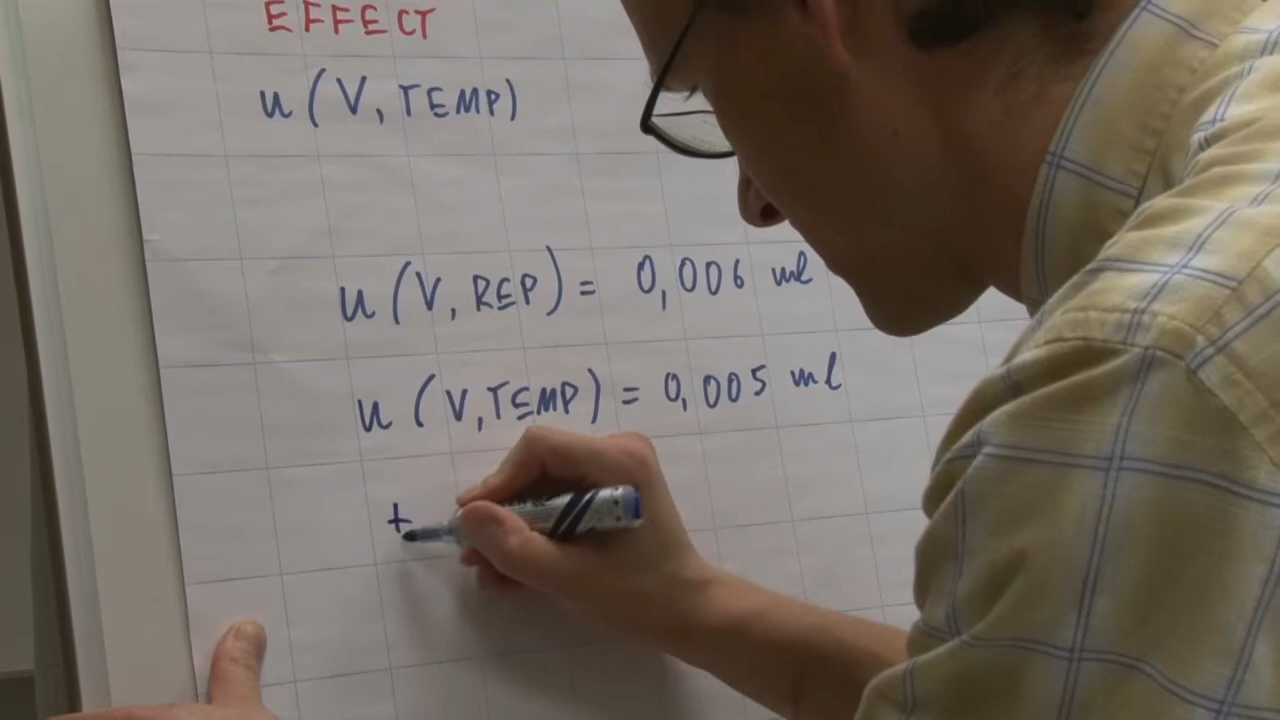 EFFECT
u (V, TEMP)
u (V, REP) = 0,006 ml
u (V, TEMP) = 0,005 ml
+